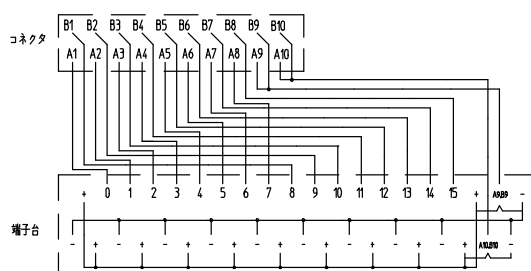 B1 B2 B3 B4 B5 B6 B7 B8 B9 B10
コネクタ
A1 A2 A3 A4 A5 A6 A7 A8 A9 A10
+ 0 1 2 3 4 5 6 7 8 9 10 11 12 13 14 15 + A9,B9 -
端子台
- + - + - + - + - + - + - + - + - + A10,B10 -